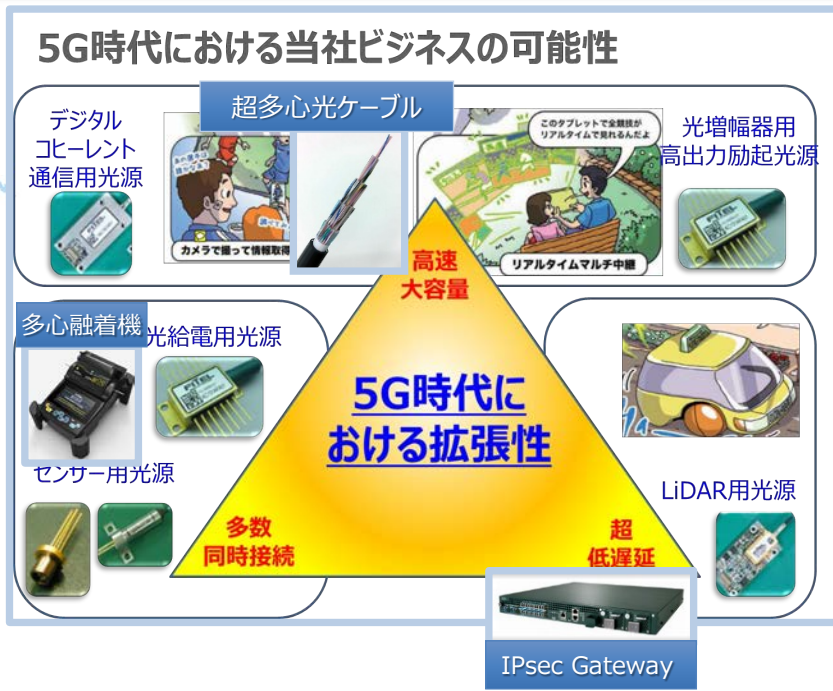 5G時代における当社ビジネスの可能性
超多心光ケーブル
デジタル
コヒーレント
通信用光源
カメラで撮って情報取得
このタブレットで全競技が
リアルタイムで見れるんだよ
リアルタイムマルチ中継
光増幅器用
高出力励起光源
FITEL
FITEL
高速
大容量
多心融着機
光給電用光源
FITEL
5G時代に
おける拡張性
センサー用光源
LiDAR用光源
多数
同時接続
超
低遅延
IPsec Gateway